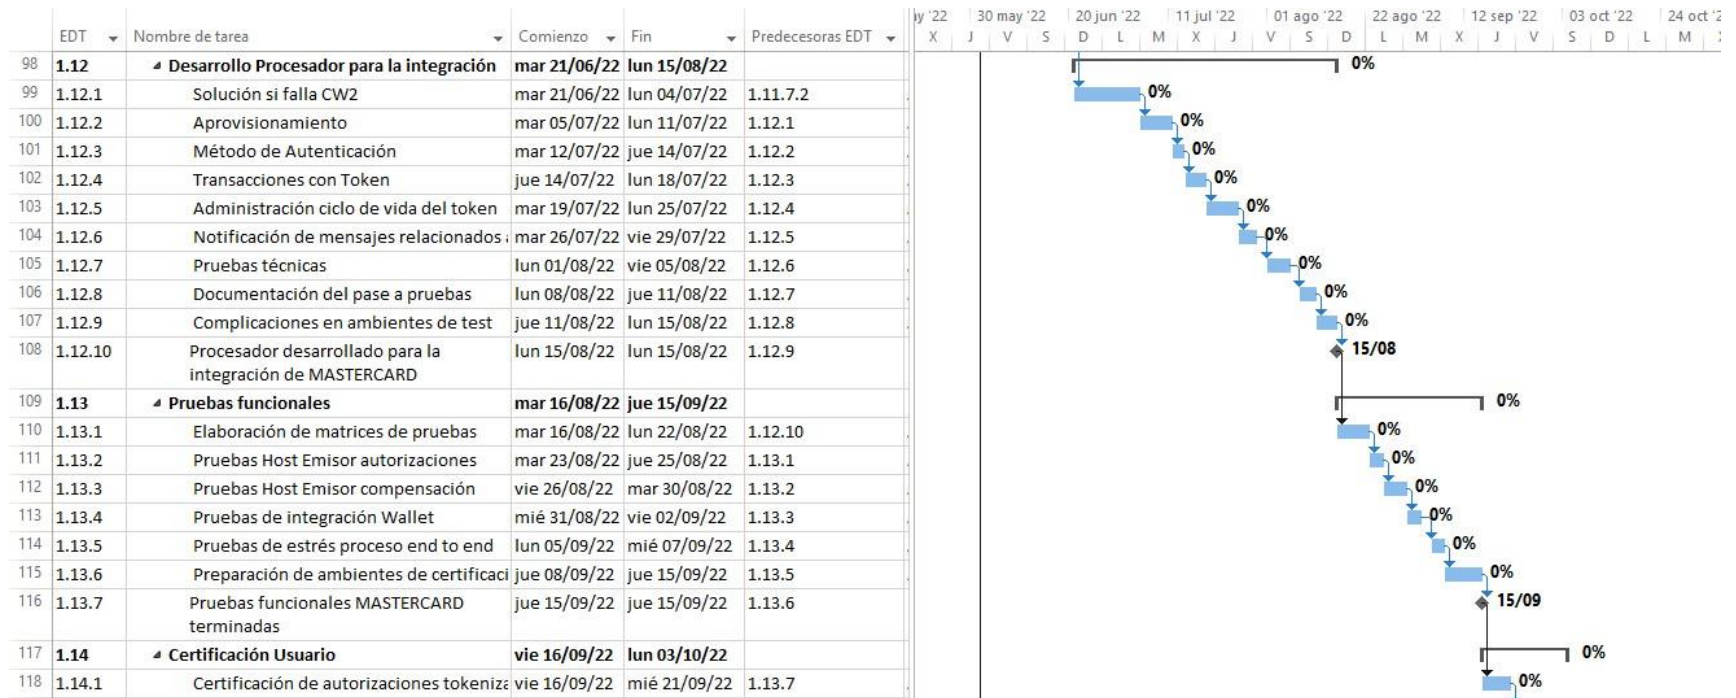 ay '22 30 may '22 20 jun '22 11 jul '22 01 ago '22 22 ago '22 12 sep '22 03 oct '22 24 oct '2
EDT Nombre de tarea Comienzo Fin Predecesoras EDT X J V S D L M X J V S D L M X J V S D L M
98 1.12 Desarrollo Procesador para la integración mar 21/06/22 lun 15/08/22 0%
99 1.12.1 Solución si falla CW2 mar 21/06/22 lun 04/07/22 1.11.7.2 0%
100 1.12.2 Aprovisionamiento mar 05/07/22 lun 11/07/22 1.12.1 0%
101 1.12.3 Método de Autenticación mar 12/07/22 jue 14/07/22 1.12.2 0%
102 1.12.4 Transacciones con Token jue 14/07/22 lun 18/07/22 1.12.3 0%
103 1.12.5 Administración ciclo de vida del token mar 19/07/22 lun 25/07/22 1.12.4 0%
104 1.12.6 Notificación de mensajes relacionados mar 26/07/22 vie 29/07/22 1.12.5 0%
105 1.12.7 Pruebas técnicas lun 01/08/22 vie 05/08/22 1.12.6 0%
106 1.12.8 Documentación del pase a pruebas lun 08/08/22 jue 11/08/22 1.12.7 0%
107 1.12.9 Complicaciones en ambientes de test jue 11/08/22 lun 15/08/22 1.12.8 0%
108 1.12.10 Procesador desarrollado para la lun 15/08/22 lun 15/08/22 1.12.9 15/08
integración de MASTERCARD
109 1.13 Pruebas funcionales mar 16/08/22 jue 15/09/22 0%
110 1.13.1 Elaboración de matrices de pruebas mar 16/08/22 lun 22/08/22 1.12.10 0%
111 1.13.2 Pruebas Host Emisor autorizaciones mar 23/08/22 jue 25/08/22 1.13.1 0%
112 1.13.3 Pruebas Host Emisor compensación vie 26/08/22 mar 30/08/22 1.13.2 0%
113 1.13.4 Pruebas de integración Wallet mié 31/08/22 vie 02/09/22 1.13.3 0%
114 1.13.5 Pruebas de estrés proceso end to end lun 05/09/22 mié 07/09/22 1.13.4 0%
115 1.13.6 Preparación de ambientes de certificaci jue 08/09/22 jue 15/09/22 1.13.5 0%
116 1.13.7 Pruebas funcionales MASTERCARD jue 15/09/22 jue 15/09/22 1.13.6 15/09
terminadas
117 1.14 Certificación Usuario vie 16/09/22 lun 03/10/22 0%
118 1.14.1 Certificación de autorizaciones tokeniza vie 16/09/22 mié 21/09/22 1.13.7 0%